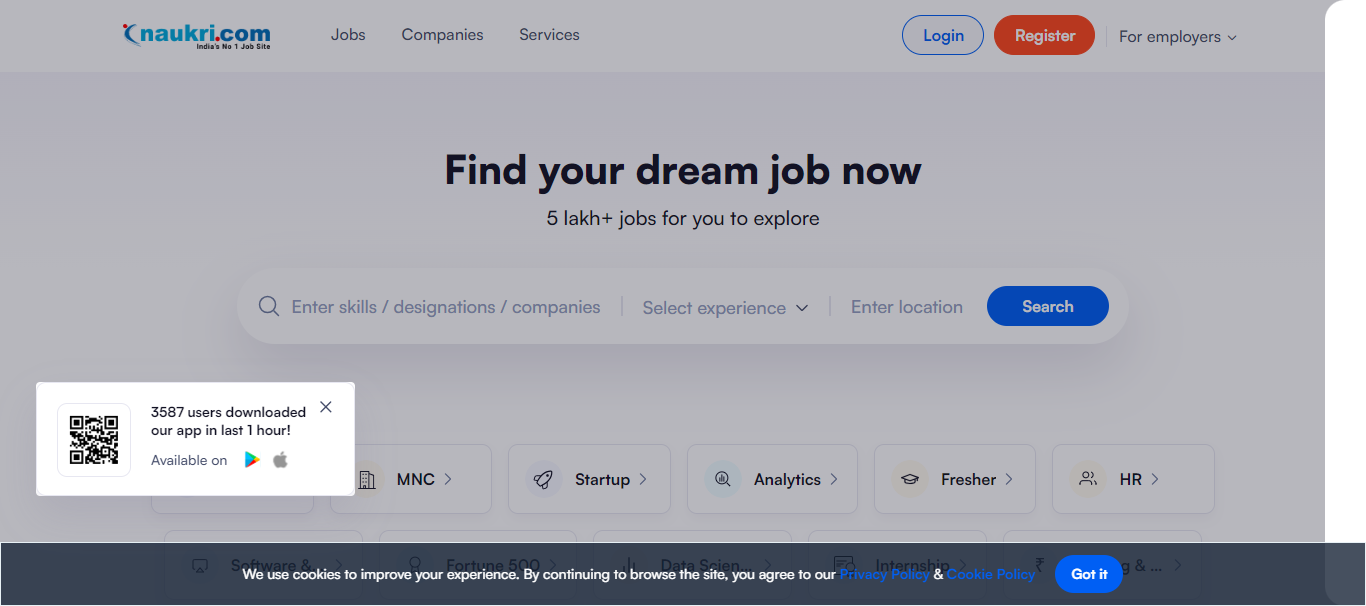 naukri.com
India's No 1 Job Site
Jobs
Companies
Services
Login
Register
For employers
Find your dream job now
5 lakh+ jobs for you to explore
Enter skills / designations / companies
Select experience
Enter location
Search
3587 users downloaded
our app in last 1 hour!
Available on
MNC
Startup
Analytics
Fresher
HR
Software & ...
Fortune 500
Data Scien...
Internship
g & ...
We use cookies to improve your experience. By continuing to browse the site, you agree to our Privacy Policy & Cookie Policy
Got it